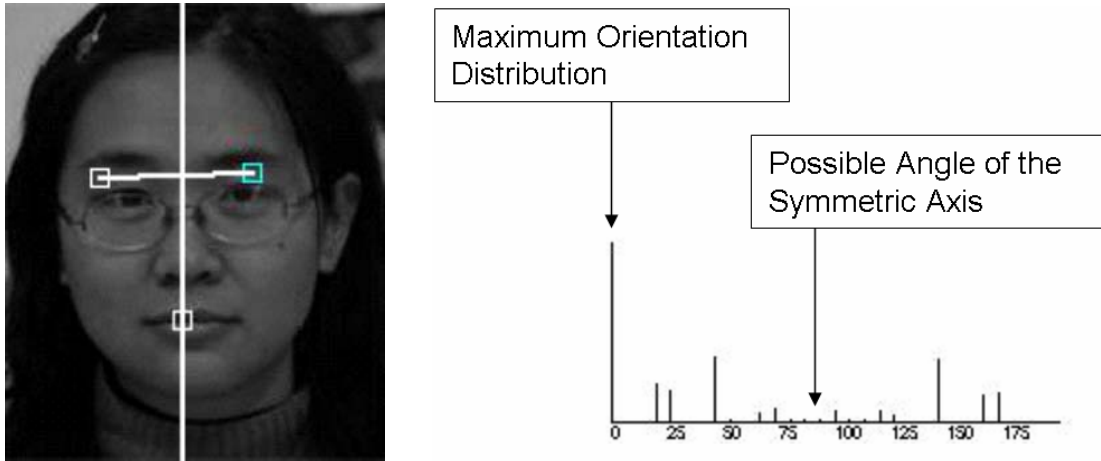 Maximum Orientation
Distribution
Possible Angle of the
Symmetric Axis
0 25 50 75 100 125 150 175